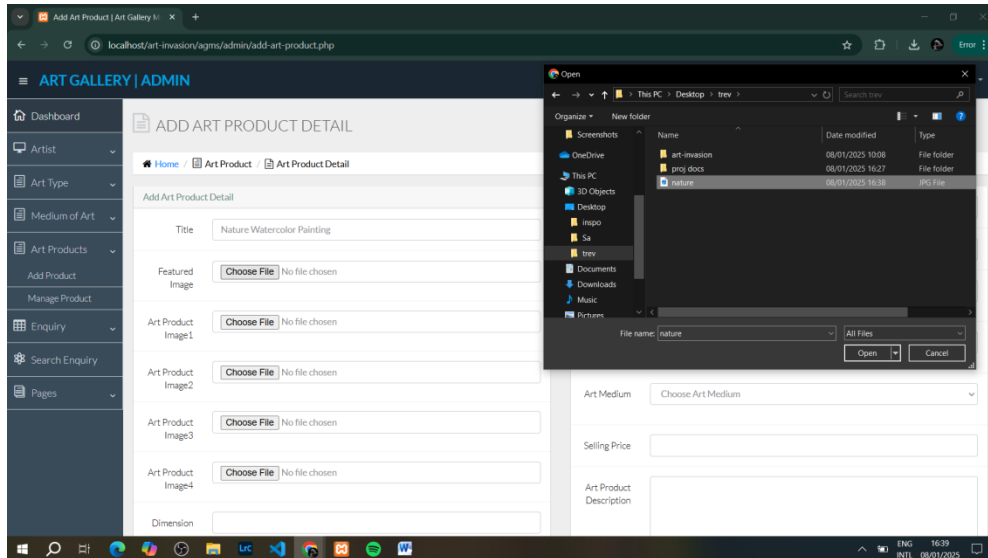 Add Art Product | Art Gallery M
localhost/art-invasion/agms/admin/add-art-product.php
Error
ART GALLERY | ADMIN
Dashboard
Artist
Art Type
Medium of Art
Art Products
Add Product
Manage Product
Enquiry
Search Enquiry
Pages
ADD ART PRODUCT DETAIL
Home / Art Product / Art Product Detail
Add Art Product Detail
Title
Nature Watercolor Painting
Featured
Image
Choose File No file chosen
Art Product
Image1
Choose File No file chosen
Art Product
Image2
Choose File No file chosen
Art Product
Image3
Choose File No file chosen
Art Product
Image4
Choose File No file chosen
Dimension
Open
This PC > Desktop > trev >
Search trev
Organize
New folder
Screenshots
OneDrive
This PC
3D Objects
Desktop
inspo
Sa
trev
Documents
Downloads
Music
Pictures
Name Date modified Type
art-invasion 08/01/2025 10:08 File folder
proj docs 08/01/2025 16:27 File folder
nature 08/01/2025 16:38 JPG File
File name: nature
All Files
Open
Cancel
Art Medium
Choose Art Medium
Selling Price
Art Product
Description
Lrc
ENG
INTL
16:39
08/01/2025